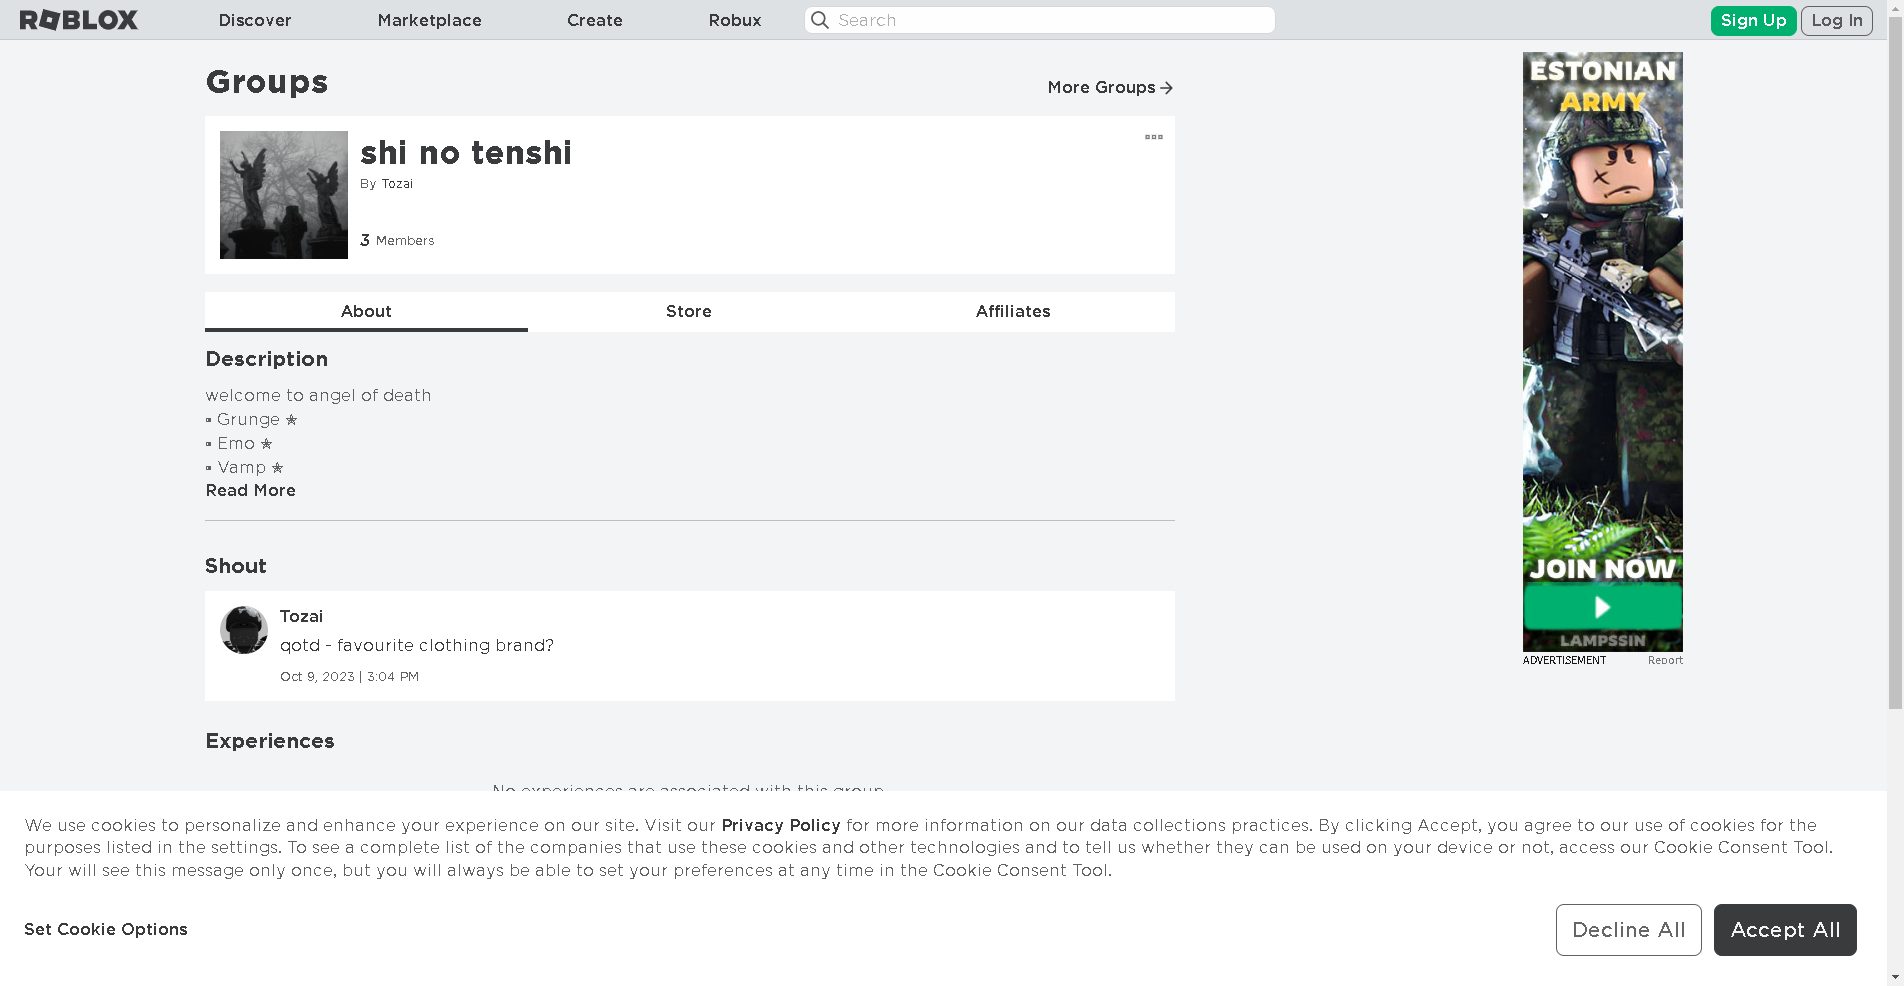 ROBLOX
Discover
Marketplace
Create
Robux
Search
Sign Up
Log In
Groups
More Groups
shi no tenshi
By Tozai
3 Members
About
Store
Affiliates
Description
welcome to angel of death
▪ Grunge ✯
▪ Emo ✯
▪ Vamp ✯
Read More
Shout
Tozai
qotd - favourite clothing brand?
Oct 9, 2023 | 3:04 PM
Experiences
No experiences are associated with this group
ESTONIAN
ARMY
JOIN NOW
LAMPSSIN
ADVERTISEMENT
Report
We use cookies to personalize and enhance your experience on our site. Visit our Privacy Policy for more information on our data collections practices. By clicking Accept, you agree to our use of cookies for the
purposes listed in the settings. To see a complete list of the companies that use these cookies and other technologies and to tell us whether they can be used on your device or not, access our Cookie Consent Tool.
Your will see this message only once, but you will always be able to set your preferences at any time in the Cookie Consent Tool.
Set Cookie Options
Decline All
Accept All